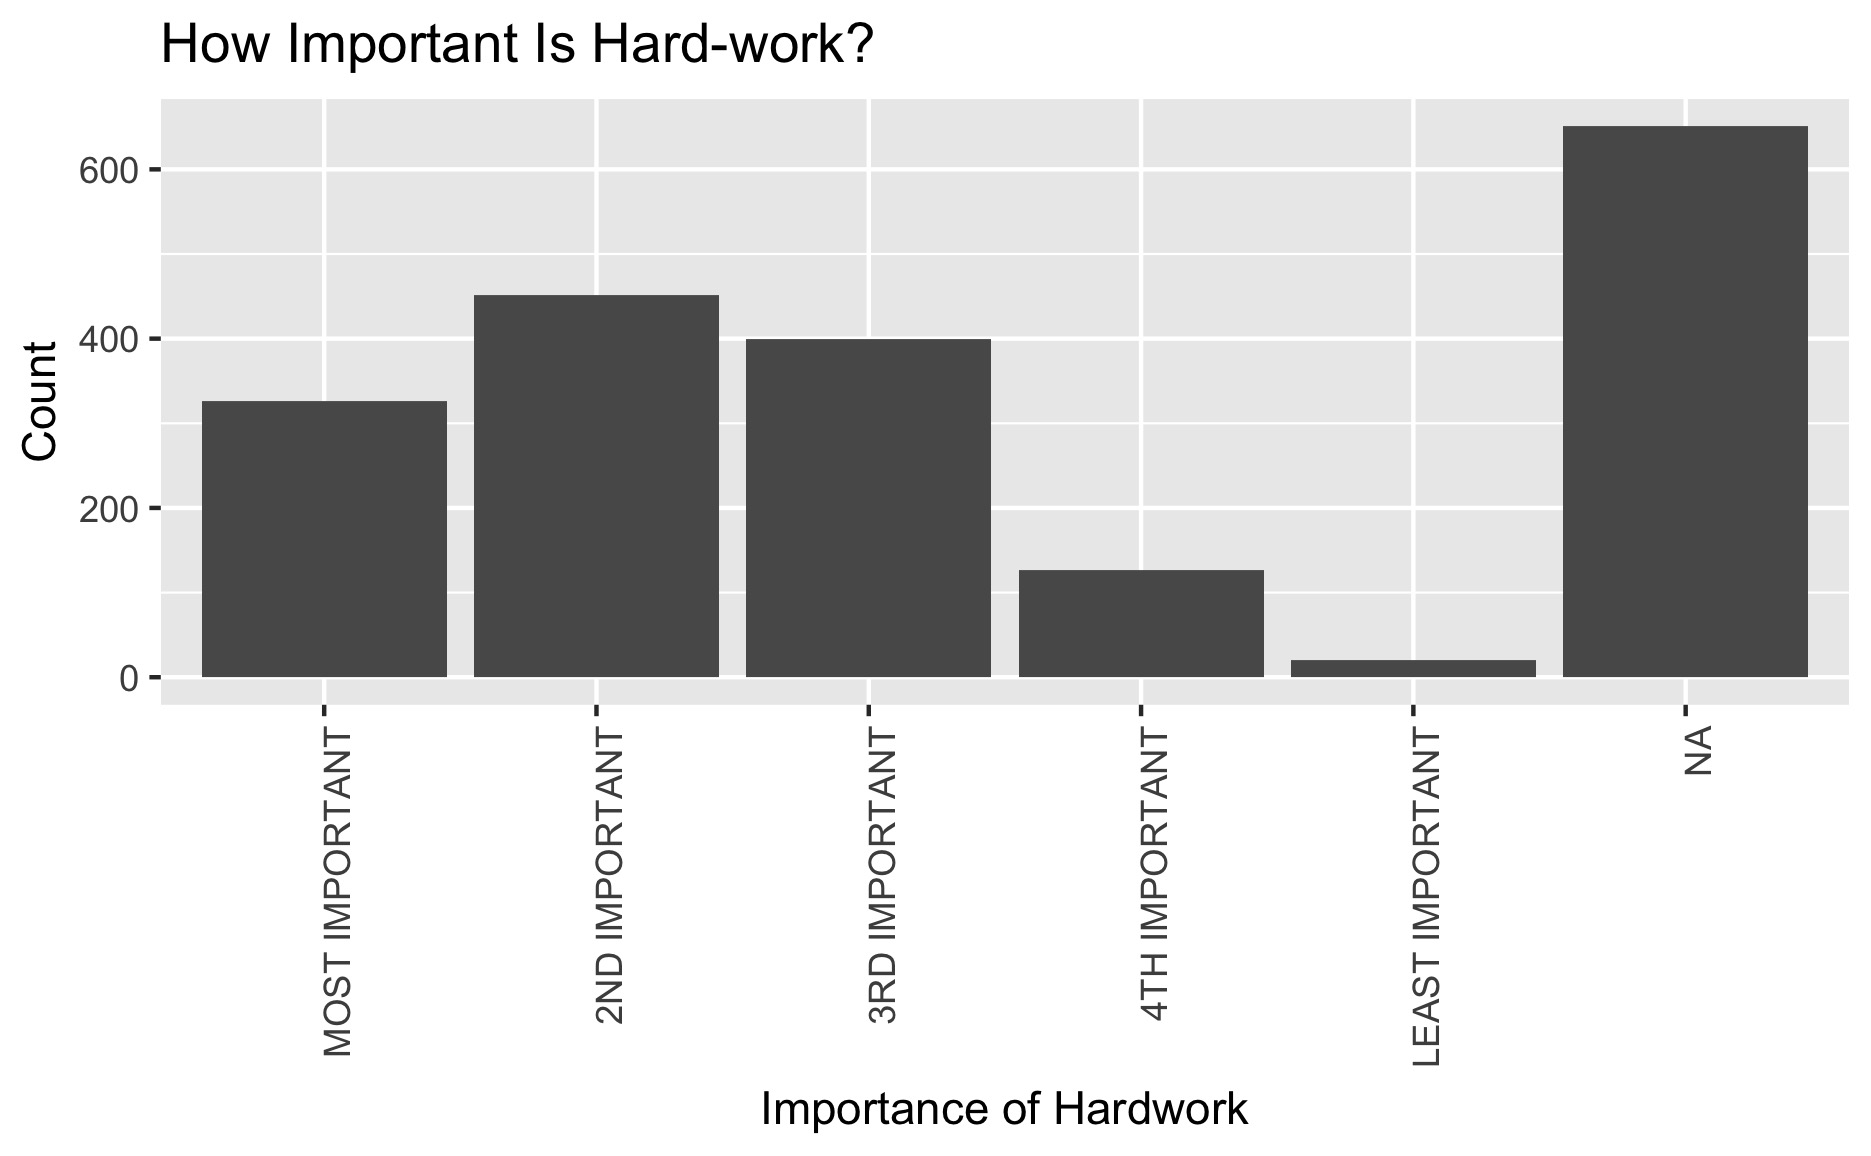 How Important Is Hard-work?
Count
600
400
200
0
MOST IMPORTANT
2ND IMPORTANT
3RD IMPORTANT
4TH IMPORTANT
LEAST IMPORTANT
NA
Importance of Hardwork